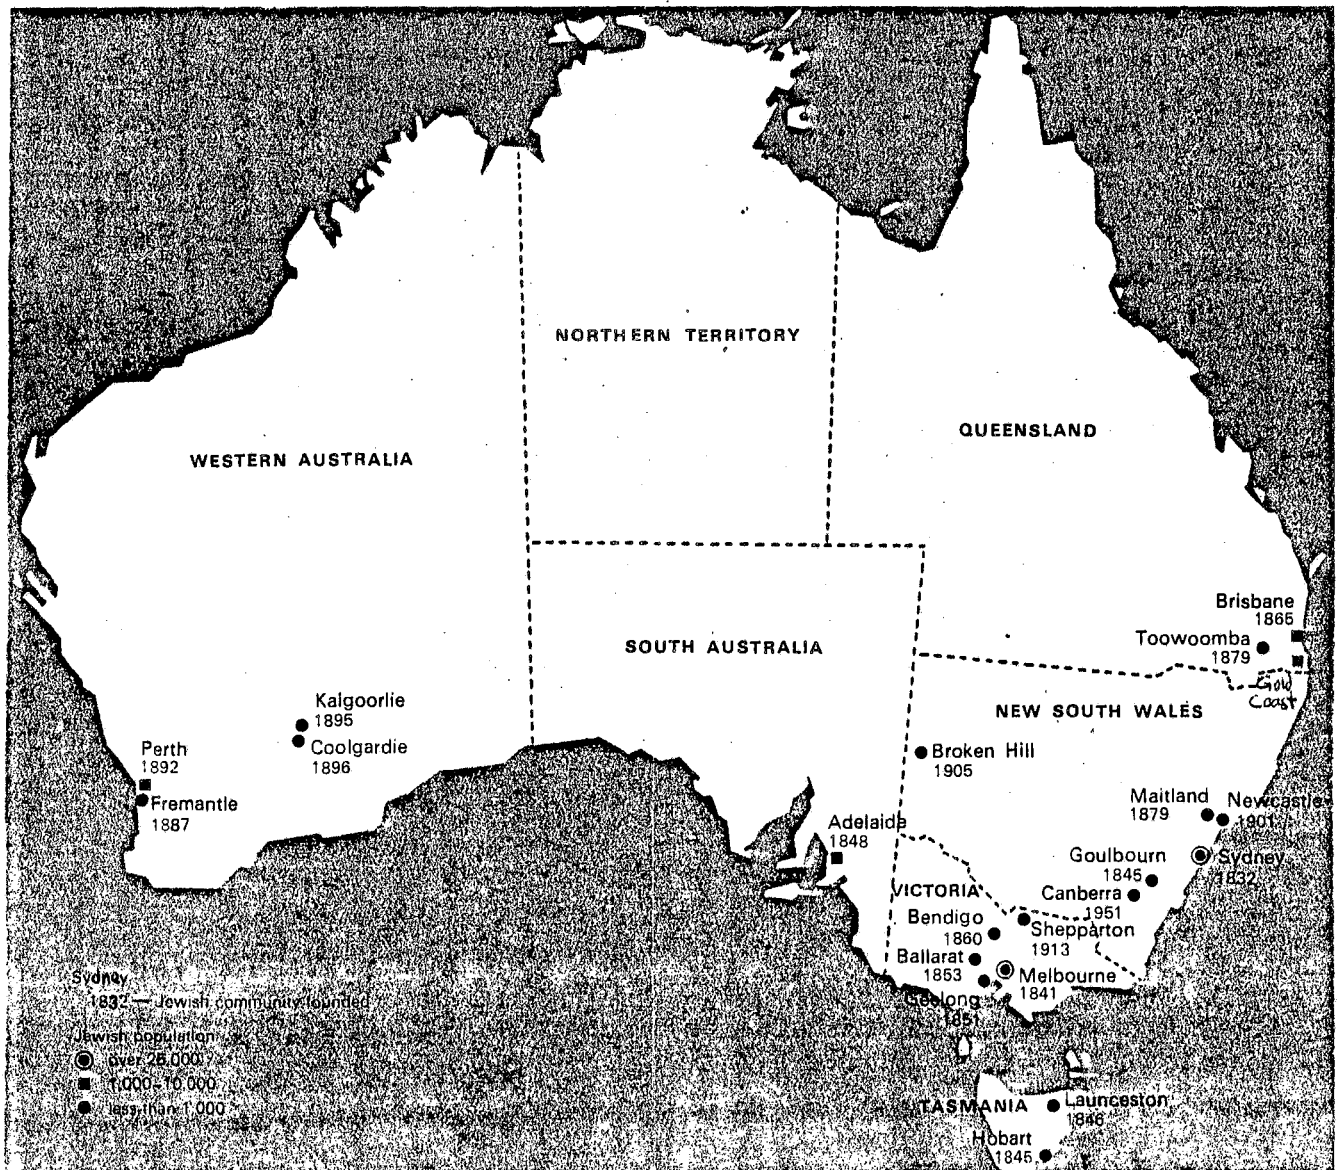 NORTHERN TERRITORY
QUEENSLAND
WESTERN AUSTRALIA
Brisbane
1865
Toowoomba
1879
SOUTH AUSTRALIA
Gold
Coast
Kalgoorlie
1895
NEW SOUTH WALES
Coolgardie
1896
Perth
1892
Broken Hill
1905
Fremantle
1887
Maitland
1879
Newcastle
1901
Adelaide
1848
Goulbourn
1845
Sydney
1832
VICTORIA
Canberra
1951
Bendigo
1860
Shepparton
1913
Ballarat
1853
Melbourne
1841
Geelong
1851
Sydney
1832 — Jewish community founded
Jewish population
over 25,000
1,000-10,000
less than 1,000
TASMANIA
Launceston
1846
Hobart
1845